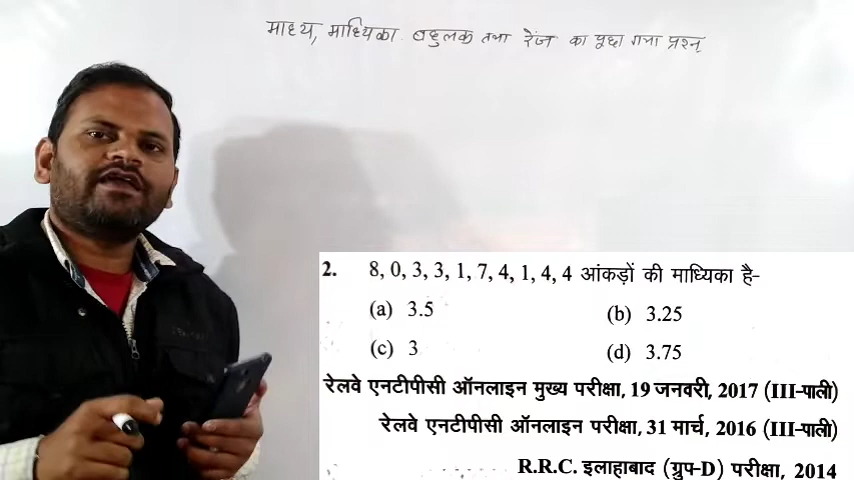 माध्य, माध्यिका. बहुलक तथा रेंज का पूछा गया प्रश्न
2. 8, 0, 3, 3, 1, 7, 4, 1, 4, 4 आंकड़ों की माध्यिका है-
(a) 3.5 (b) 3.25
(c) 3 (d) 3.75
रेलवे एनटीपीसी ऑनलाइन मुख्य परीक्षा, 19 जनवरी, 2017 (III-पाली)
रेलवे एनटीपीसी ऑनलाइन परीक्षा, 31 मार्च, 2016 (III-पाली)
R.R.C. इलाहाबाद (ग्रुप-D) परीक्षा, 2014